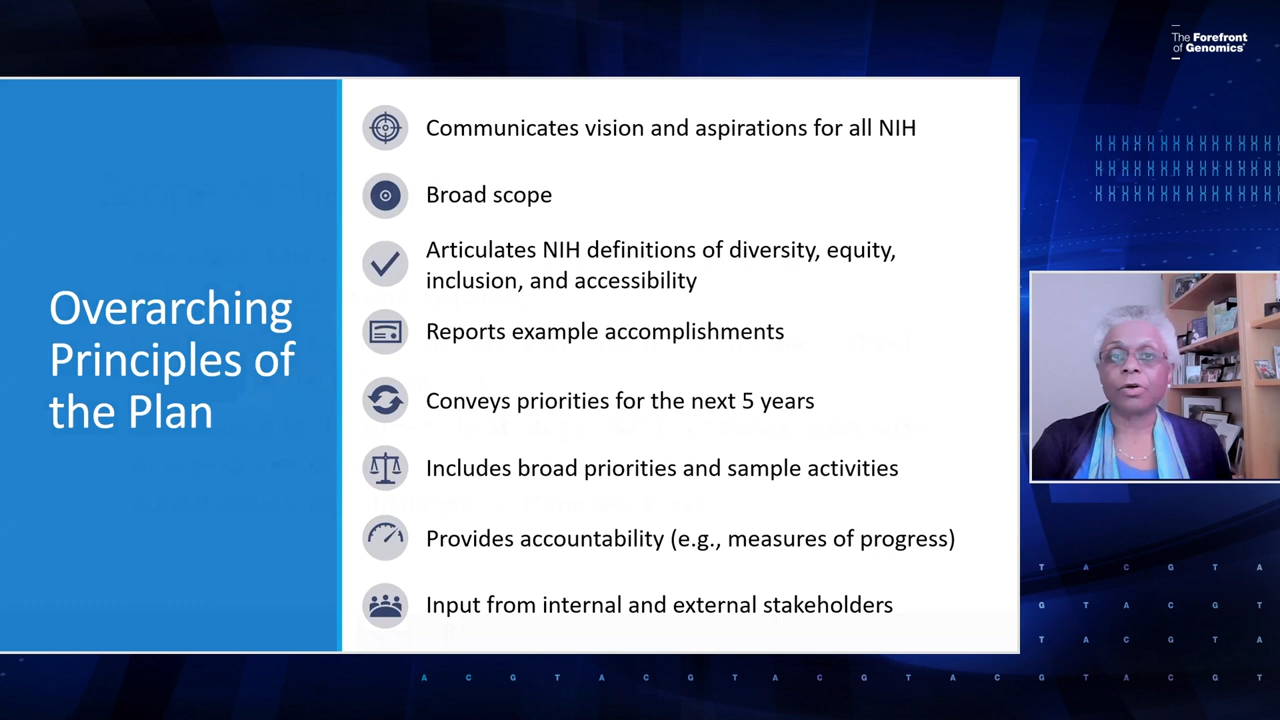 The Forefront
of Genomics
Overarching
Principles of
the Plan
Communicates vision and aspirations for all NIH
Broad scope
Articulates NIH definitions of diversity, equity,
inclusion, and accessibility
Reports example accomplishments
Conveys priorities for the next 5 years
Includes broad priorities and sample activities
Provides accountability (e.g., measures of progress)
Input from internal and external stakeholders
T A C G T A
G T A C G T
T A C G T A
A C G T A C G T A C G T A C G T A C G T